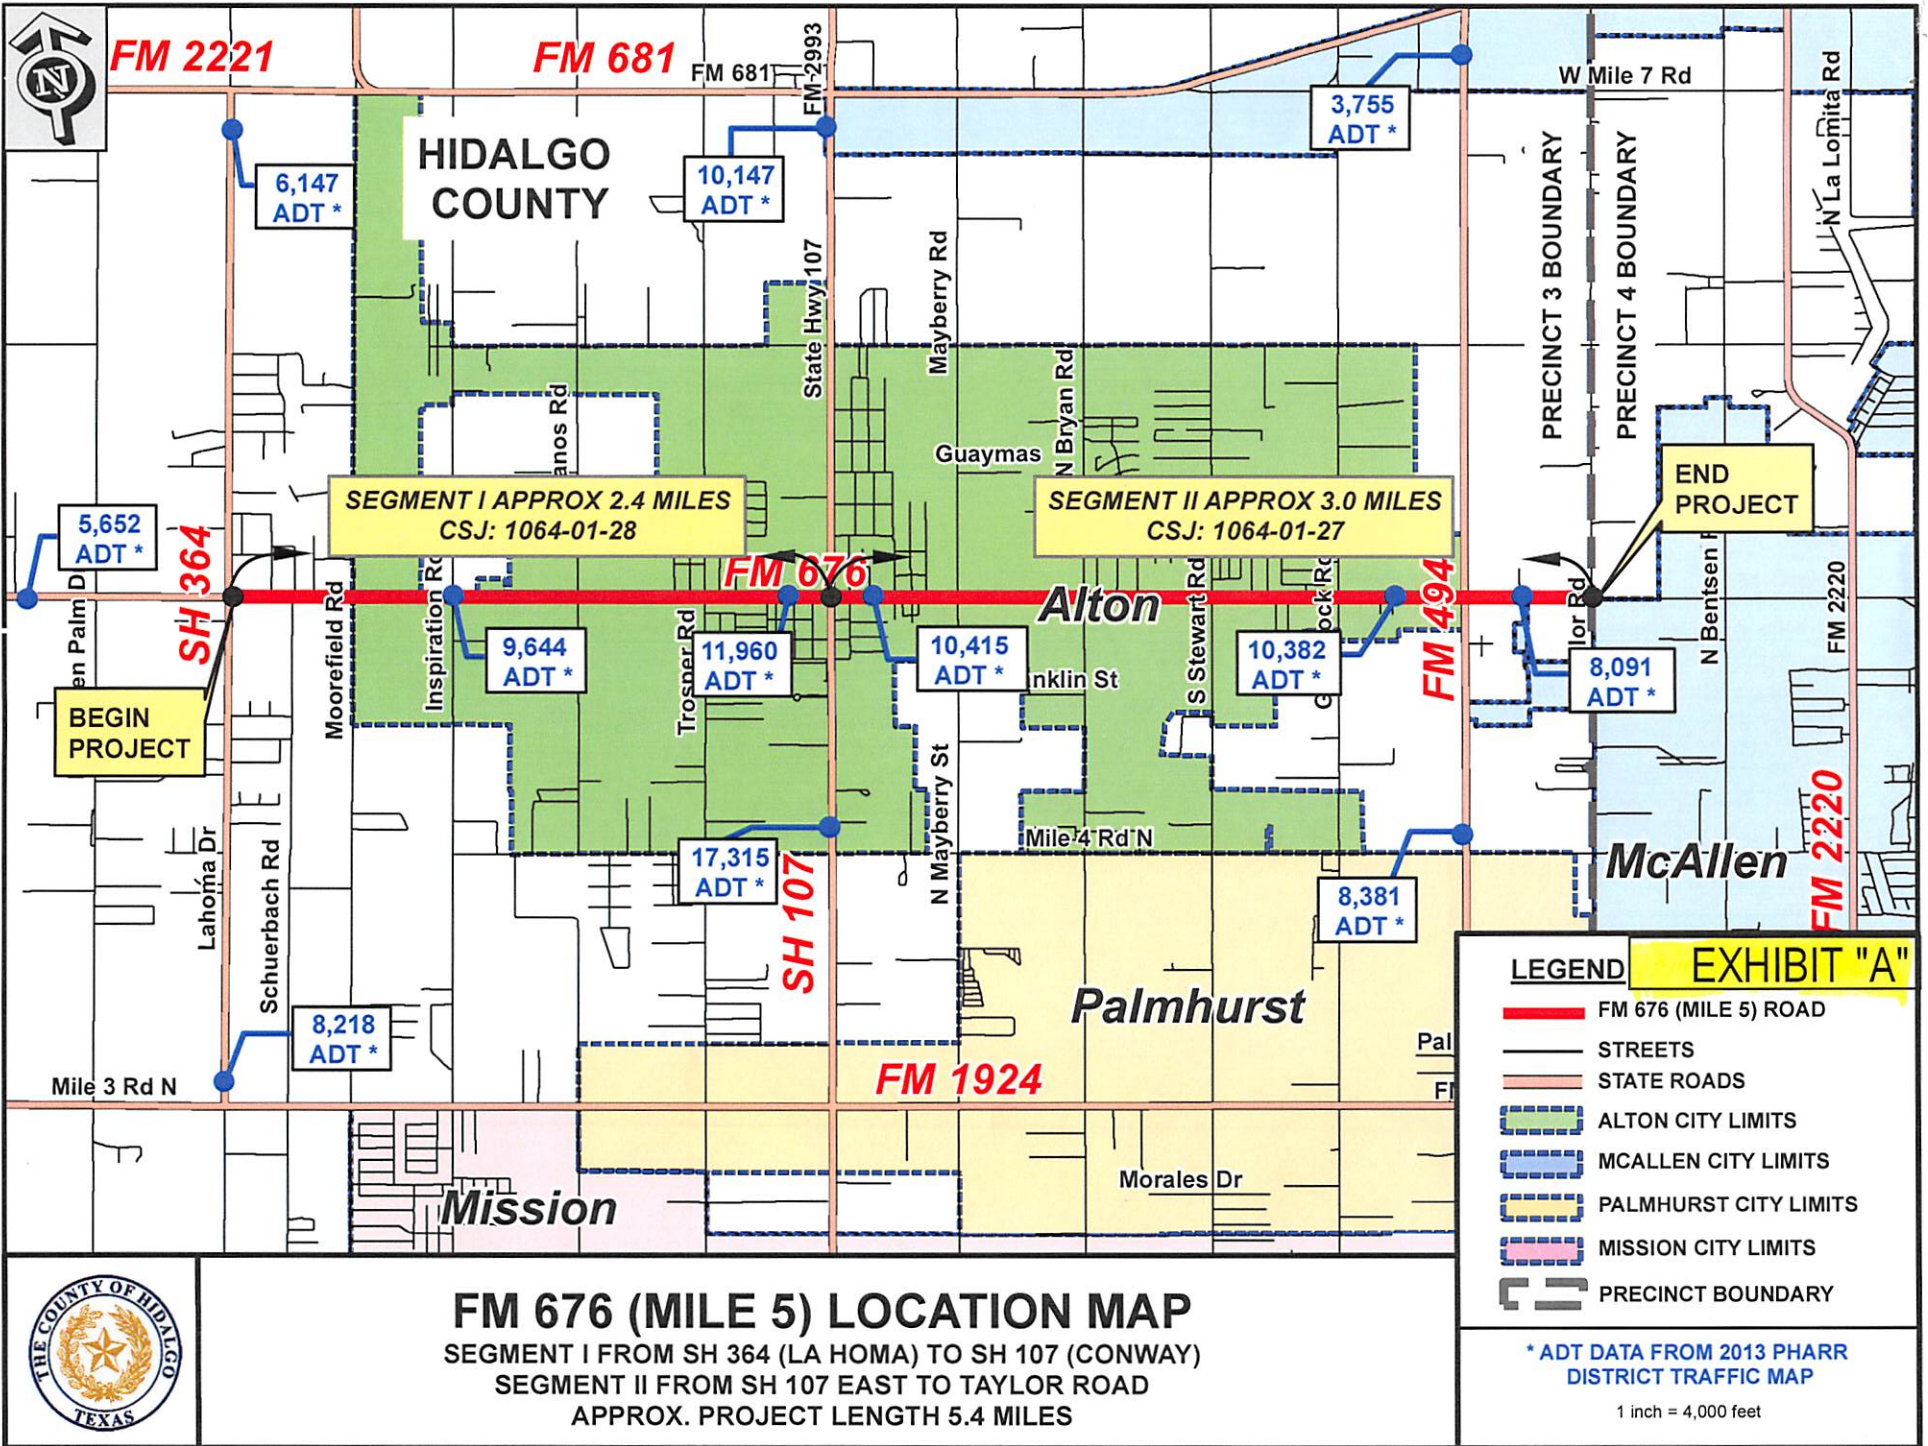 N
FM 2221
FM 681
FM 681
FM 2993
W Mile 7 Rd
N La Lomita Rd
3,755
ADT *
HIDALGO
COUNTY
6,147
ADT *
10,147
ADT *
PRECINCT 3 BOUNDARY
PRECINCT 4 BOUNDARY
State Hwy 107
Mayberry Rd
anos Rd
N Bryan Rd
Guaymas
SEGMENT I APPROX 2.4 MILES
CSJ: 1064-01-28
SEGMENT II APPROX 3.0 MILES
CSJ: 1064-01-27
END
PROJECT
5,652
ADT *
SH 364
en Palm D
Moorefield Rd
Inspiration Rd
FM 676
Alton
S Stewart Rd
ock Rd
FM 494
lor Rd
N Bentsen
FM 2220
9,644
ADT *
Trosper Rd
11,960
ADT *
10,415
ADT *
nklin St
10,382
ADT *
8,091
ADT *
BEGIN
PROJECT
N Mayberry St
FM 2220
Lahoma Dr
Schuerbach Rd
17,315
ADT *
SH 107
Mile 4 Rd N
McAllen
8,381
ADT *
Palmhurst
8,218
ADT *
Mile 3 Rd N
FM 1924
Pal
Morales Dr
Mission
LEGEND
EXHIBIT "A"
FM 676 (MILE 5) ROAD
STREETS
STATE ROADS
ALTON CITY LIMITS
MCALLEN CITY LIMITS
PALMHURST CITY LIMITS
MISSION CITY LIMITS
PRECINCT BOUNDARY
* ADT DATA FROM 2013 PHARR
DISTRICT TRAFFIC MAP
1 inch = 4,000 feet
THE COUNTY OF HIDALGO
TEXAS
FM 676 (MILE 5) LOCATION MAP
SEGMENT I FROM SH 364 (LA HOMA) TO SH 107 (CONWAY)
SEGMENT II FROM SH 107 EAST TO TAYLOR ROAD
APPROX. PROJECT LENGTH 5.4 MILES